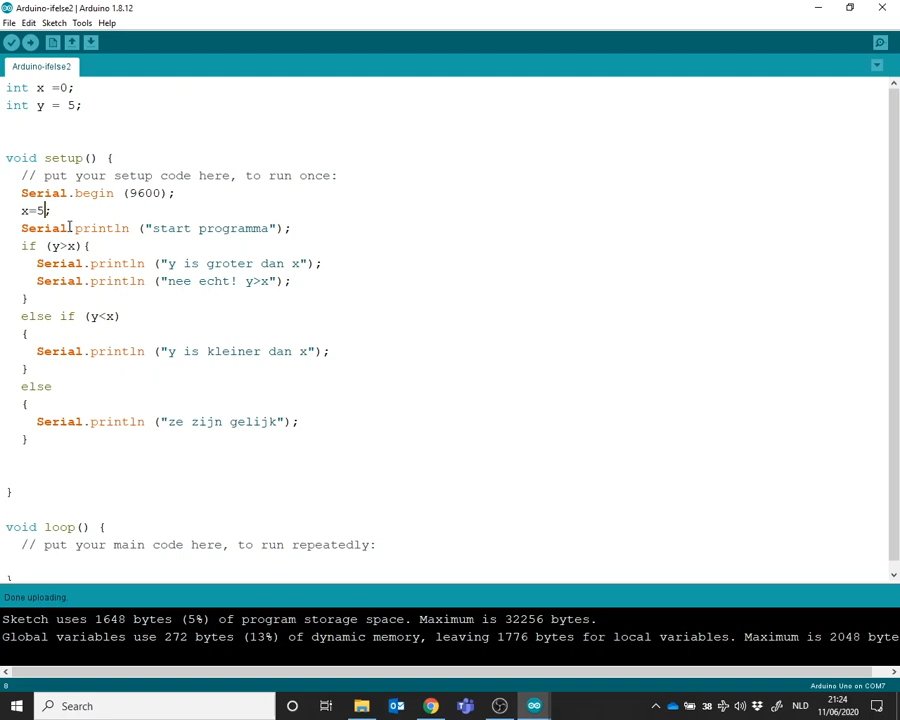 Arduino-ifelse2 | Arduino 1.8.12
File Edit Sketch Tools Help
Arduino-ifelse2
int x =0;
int y = 5;
void setup() {
// put your setup code here, to run once:
Serial.begin (9600);
x=5;
Serial.println ("start programma");
if (y>x){
Serial.println ("y is groter dan x");
Serial.println ("nee echt! y>x");
}
else if (y<x)
{
Serial.println ("y is kleiner dan x");
}
else
{
Serial.println ("ze zijn gelijk");
}
}
void loop() {
// put your main code here, to run repeatedly:
}
Done uploading.
Sketch uses 1648 bytes (5%) of program storage space. Maximum is 32256 bytes.
Global variables use 272 bytes (13%) of dynamic memory, leaving 1776 bytes for local variables. Maximum is 2048 byte
8
Arduino Uno on COM7
Search
38
NLD
21:24
11/06/2020